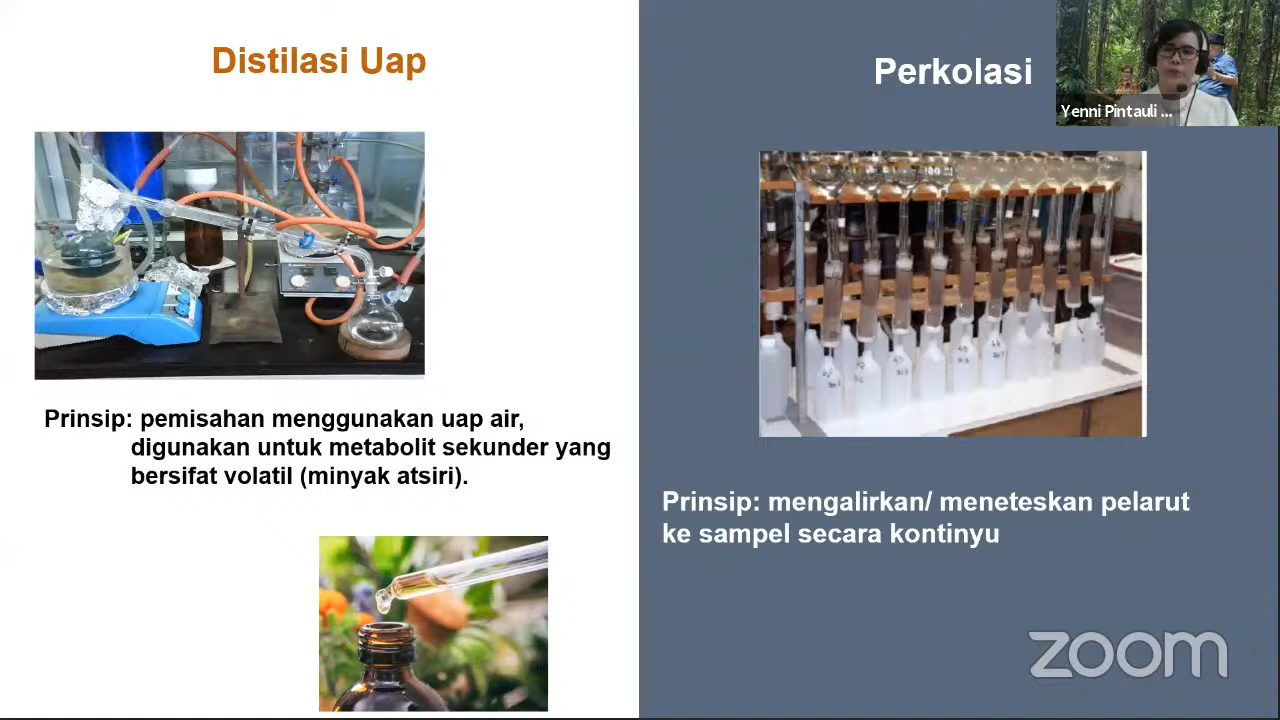 Distilasi Uap
Prinsip: pemisahan menggunakan uap air,
digunakan untuk metabolit sekunder yang
bersifat volatil (minyak atsiri).
Perkolasi
Prinsip: mengalirkan/ meneteskan pelarut
ke sampel secara kontinyu
Yenni Pintauli ...
zoom